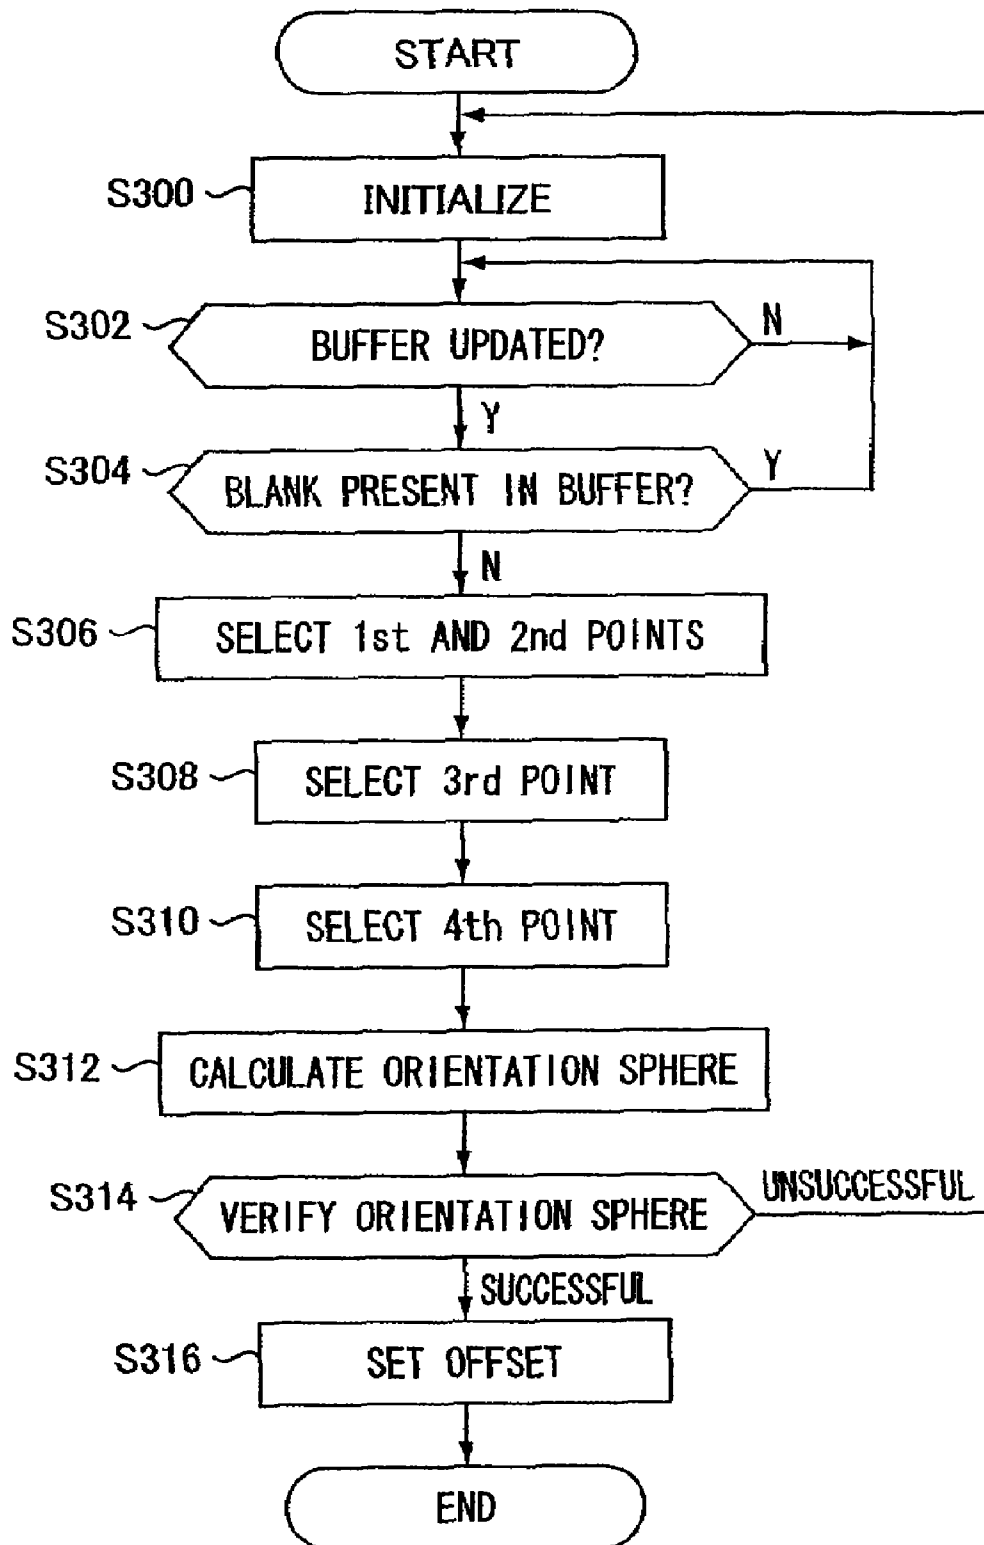 START
S300
INITIALIZE
S302
BUFFER UPDATED?
N
Y
S304
BLANK PRESENT IN BUFFER?
Y
N
S306
SELECT 1st AND 2nd POINTS
S308
SELECT 3rd POINT
S310
SELECT 4th POINT
S312
CALCULATE ORIENTATION SPHERE
S314
VERIFY ORIENTATION SPHERE
UNSUCCESSFUL
SUCCESSFUL
S316
SET OFFSET
END